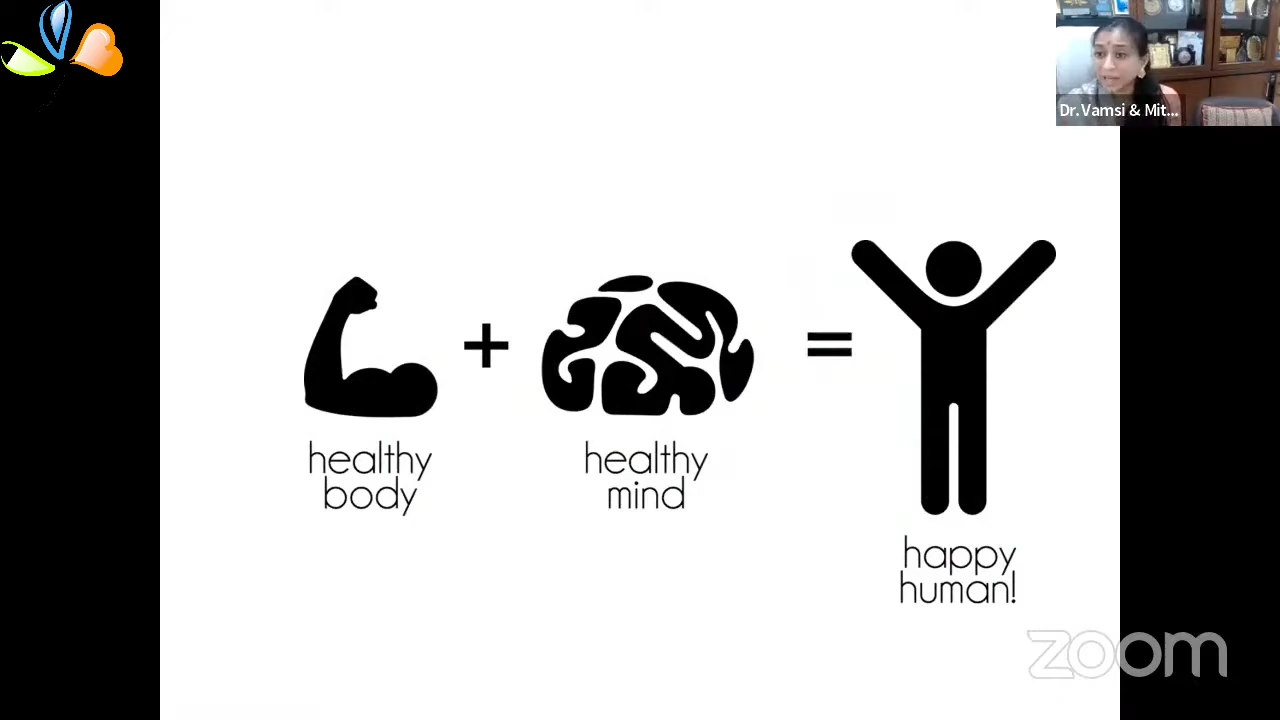 Dr.Vamsi & Mit...
+
=
healthy
body
healthy
mind
happy
human!
zoom